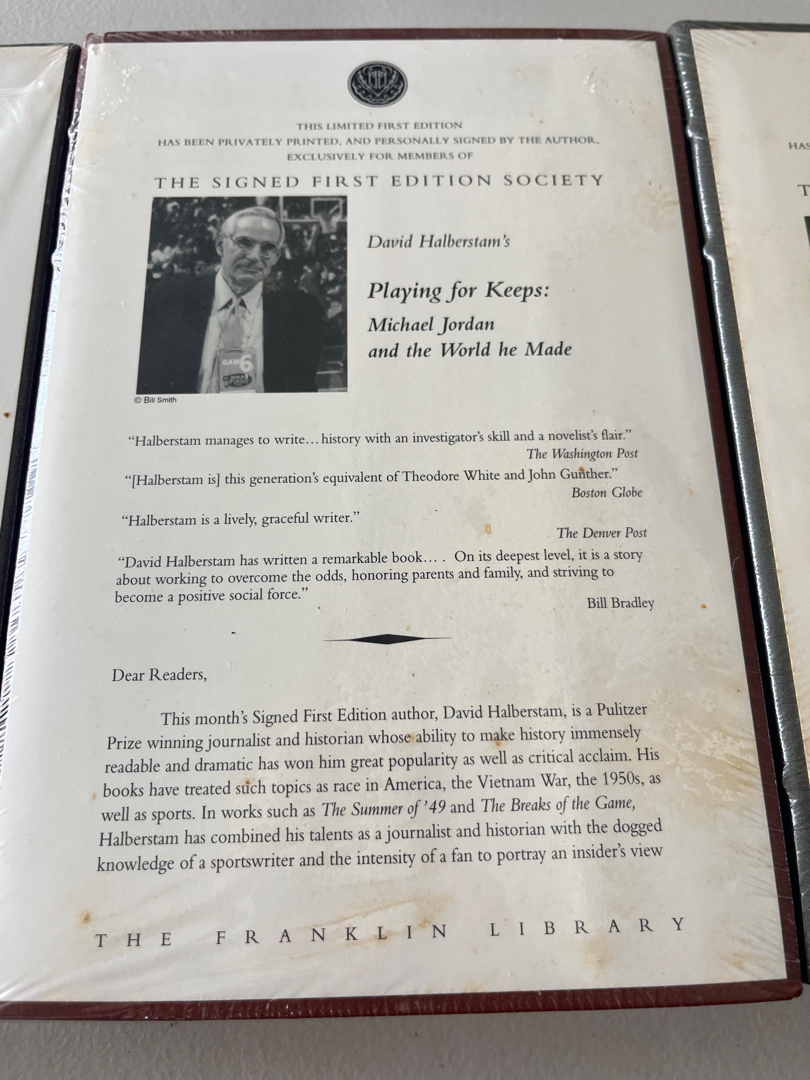 THIS LIMITED FIRST EDITION
HAS BEEN PRIVATELY PRINTED, AND PERSONALLY SIGNED BY THE AUTHOR,
EXCLUSIVELY FOR MEMBERS OF
THE SIGNED FIRST EDITION SOCIETY
GAME 6
© Bill Smith
David Halberstam's
Playing for Keeps:
Michael Jordan
and the World he Made
“Halberstam manages to write… history with an investigator's skill and a novelist's flair.”
The Washington Post
“[Halberstam is] this generation's equivalent of Theodore White and John Gunther.”
Boston Globe
“Halberstam is a lively, graceful writer.”
The Denver Post
“David Halberstam has written a remarkable book… . On its deepest level, it is a story
about working to overcome the odds, honoring parents and family, and striving to
become a positive social force.”
Bill Bradley
Dear Readers,
This month's Signed First Edition author, David Halberstam, is a Pulitzer
Prize winning journalist and historian whose ability to make history immensely
readable and dramatic has won him great popularity as well as critical acclaim. His
books have treated such topics as race in America, the Vietnam War, the 1950s, as
well as sports. In works such as The Summer of '49 and The Breaks of the Game,
Halberstam has combined his talents as a journalist and historian with the dogged
knowledge of a sportswriter and the intensity of a fan to portray an insider's view
THE FRANKLIN LIBRARY
HAS
T